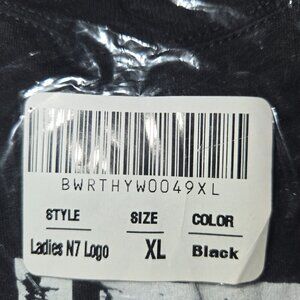 BWRTHYW0049XL
STYLE SIZE COLOR
Ladies N7 Logo XL Black